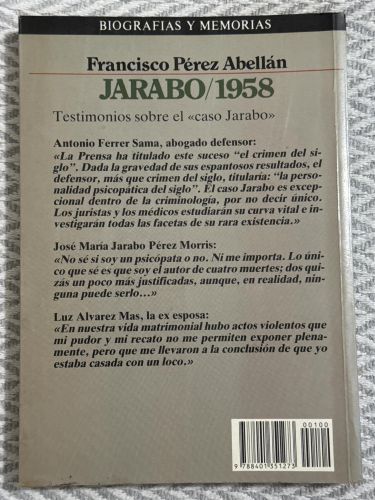 BIOGRAFIAS Y MEMORIAS
Francisco Pérez Abellán
JARABO/1958
Testimonios sobre el «caso Jarabo»
Antonio Ferrer Sama, abogado defensor:
«La Prensa ha titulado este suceso "el crimen del si-
glo". Dada la gravedad de sus espantosos resultados, el
defensor, más que crimen del siglo, titularía: "la perso-
nalidad psicopática del siglo". El caso Jarabo es excep-
cional dentro de la criminología, por no decir único.
Los juristas y los médicos estudiarán su curva vital e in-
vestigarán todas las facetas de su rara existencia.»
José María Jarabo Pérez Morris:
«No sé si soy un psicópata o no. Ni me importa. Lo úni-
co que sé es que soy el autor de cuatro muertes; dos qui-
zás un poco más justificadas, aunque, en realidad, nin-
guna puede serlo...»
Luz Alvarez Mas, la ex esposa:
«En nuestra vida matrimonial hubo actos violentos que
mi pudor y mi recato no me permiten exponer plena-
mente, pero que me llevaron a la conclusión de que yo
estaba casada con un loco.»
00100
9 788401 351273